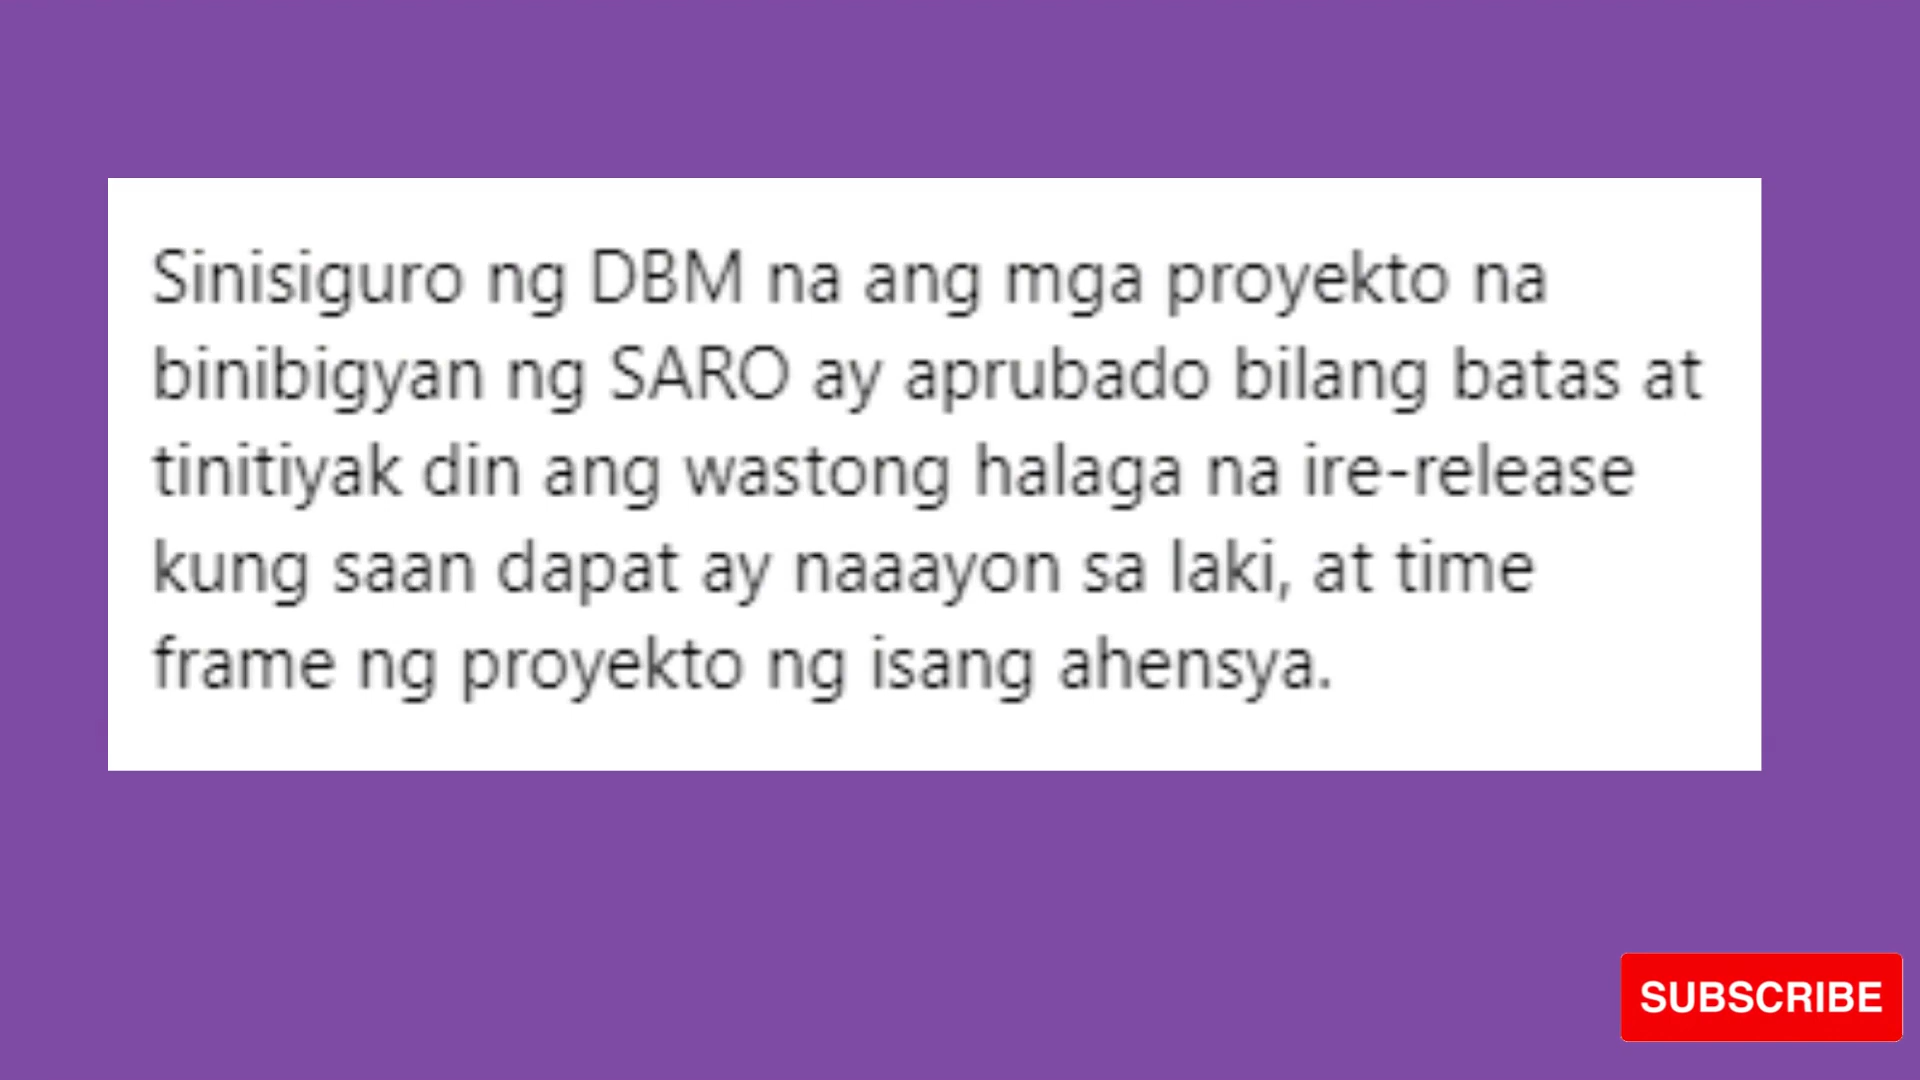 Sinisiguro ng DBM na ang mga proyekto na
binibigyan ng SARO ay aprubado bilang batas at
tinitiyak din ang wastong halaga na ire-release
kung saan dapat ay naaayon sa laki, at time
frame ng proyekto ng isang ahensya.
SUBSCRIBE